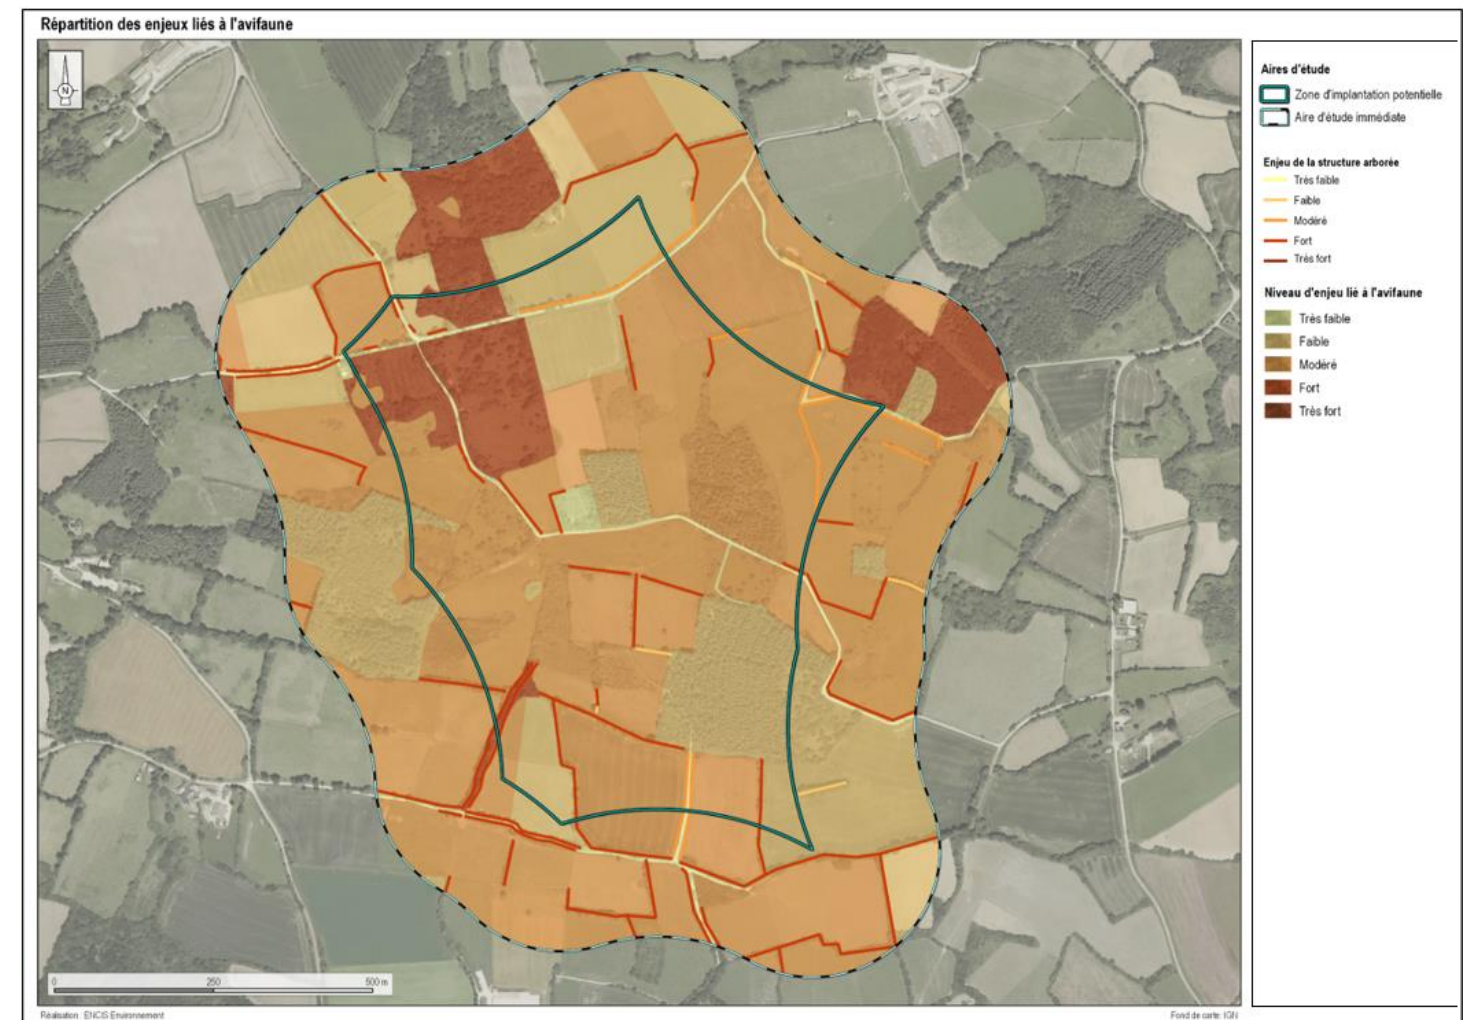 Répartition des enjeux liés à l'avifaune
N
Aires d'étude
Zone d'implantation potentielle
Aire d'étude immédiate
Enjeu de la structure arborée
Très faible
Faible
Modéré
Fort
Très fort
Niveau d'enjeu lié à l'avifaune
Très faible
Faible
Modéré
Fort
Très fort
0 250 500 m
Réalisation : ENCIS Environnement
Fond de carte: IGN